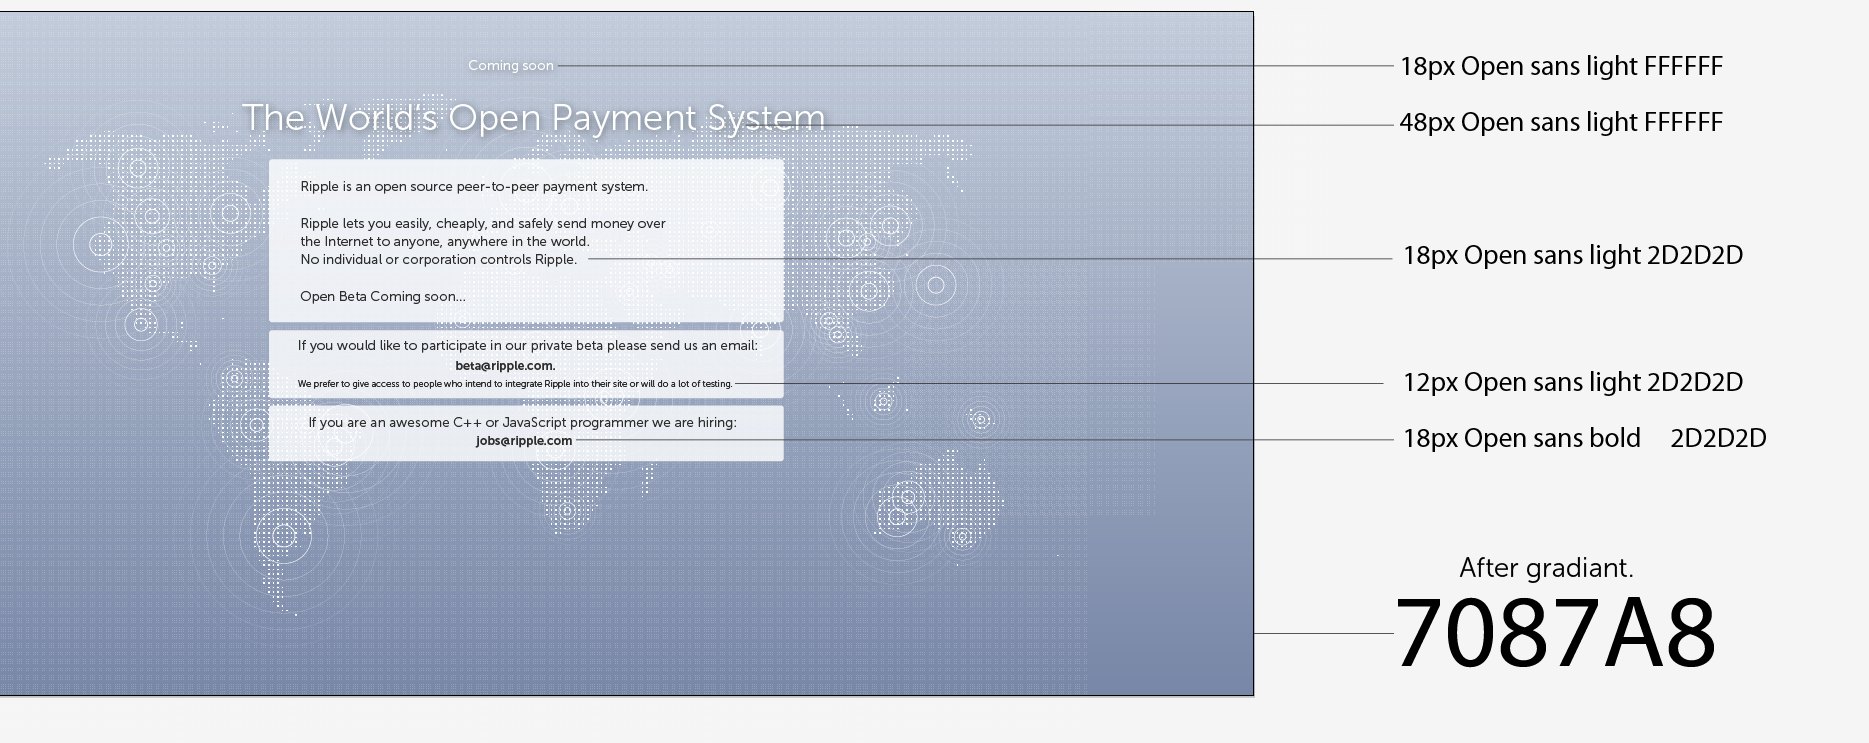 Coming soon
18px Open sans light FFFFFF
The World's Open Payment System
48px Open sans light FFFFFF
Ripple is an open source peer-to-peer payment system.
Ripple lets you easily, cheaply, and safely send money over
the Internet to anyone, anywhere in the world.
No individual or corporation controls Ripple.
18px Open sans light 2D2D2D
Open Beta Coming soon...
If you would like to participate in our private beta please send us an email:
beta@ripple.com.
We prefer to give access to people who intend to integrate Ripple into their site or will do a lot of testing.
12px Open sans light 2D2D2D
If you are an awesome C++ or JavaScript programmer we are hiring:
jobs@ripple.com
18px Open sans bold 2D2D2D
After gradiant.
7087A8